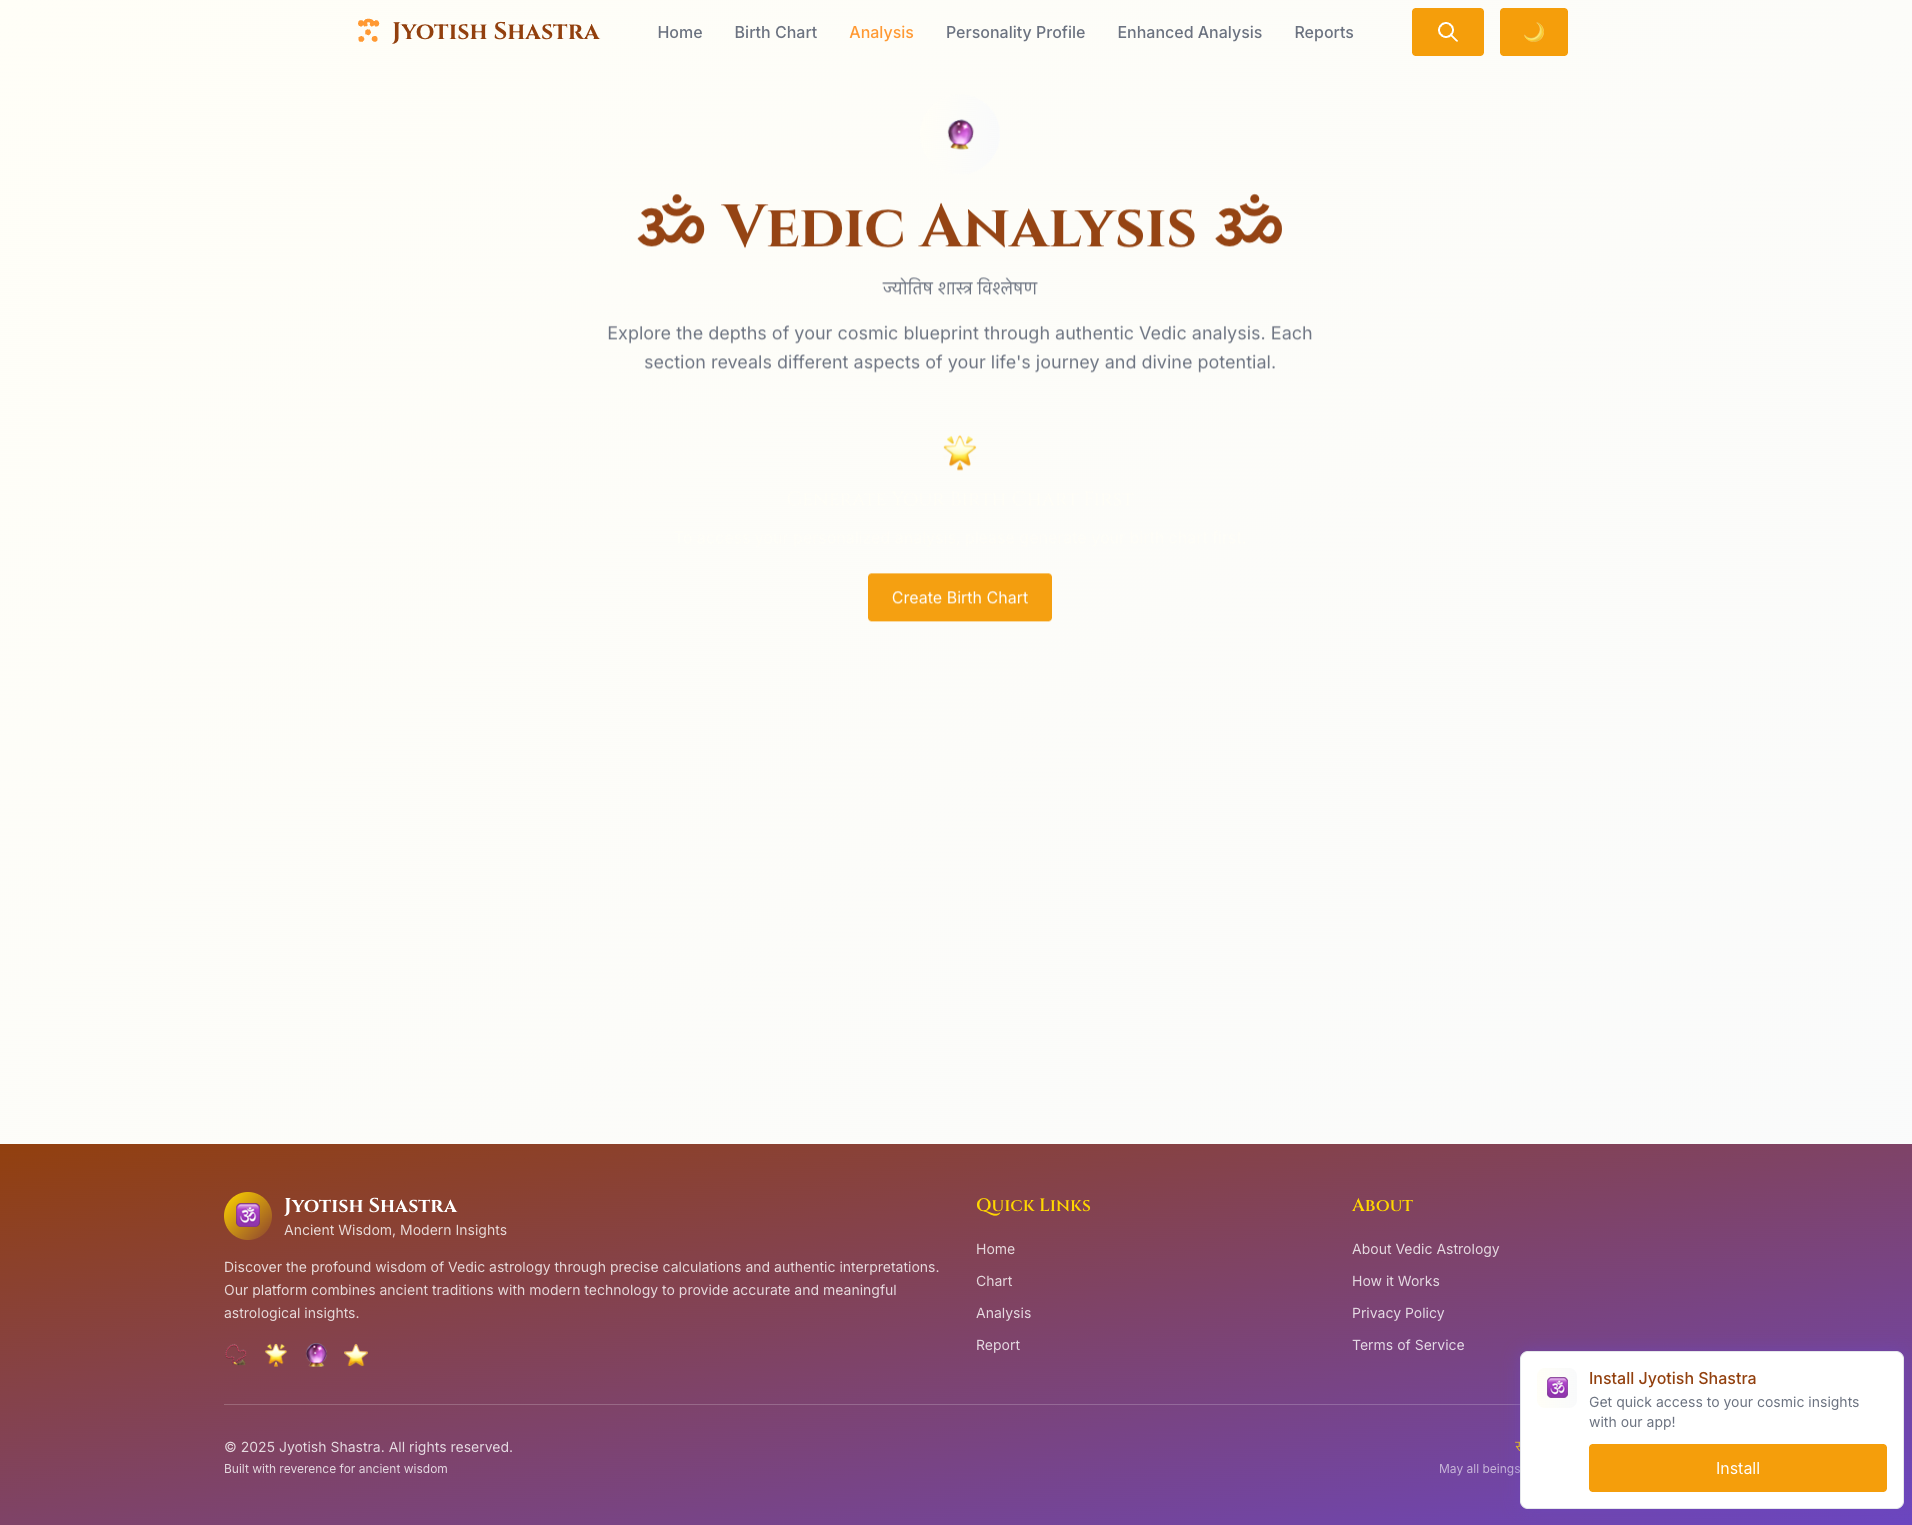 Jyotish Shastra
Home
Birth Chart
Analysis
Personality Profile
Enhanced Analysis
Reports
ॐ Vedic Analysis ॐ
ज्योतिष शास्त्र विश्लेषण
Explore the depths of your cosmic blueprint through authentic Vedic analysis. Each
section reveals different aspects of your life's journey and divine potential.
Create Birth Chart
ॐ
Jyotish Shastra
Ancient Wisdom, Modern Insights
Discover the profound wisdom of Vedic astrology through precise calculations and authentic interpretations.
Our platform combines ancient traditions with modern technology to provide accurate and meaningful
astrological insights.
Quick Links
Home
Chart
Analysis
Report
About
About Vedic Astrology
How it Works
Privacy Policy
Terms of Service
© 2025 Jyotish Shastra. All rights reserved.
Built with reverence for ancient wisdom
May all beings
ॐ
Install Jyotish Shastra
Get quick access to your cosmic insights
with our app!
Install